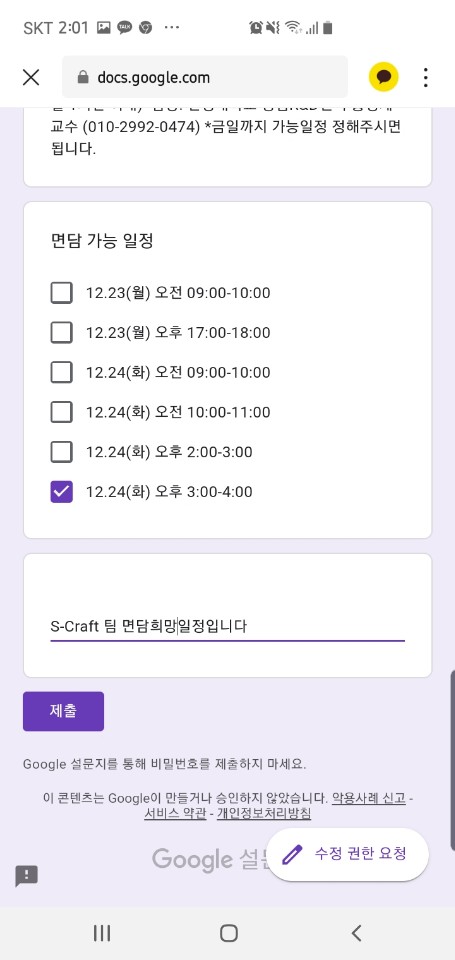 SKT 2:01
TALK
docs.google.com
교수 (010-2992-0474) *금일까지 가능일정 정해주시면
됩니다.
면담 가능 일정
12.23(월) 오전 09:00-10:00
12.23(월) 오후 17:00-18:00
12.24(화) 오전 09:00-10:00
12.24(화) 오전 10:00-11:00
12.24(화) 오후 2:00-3:00
12.24(화) 오후 3:00-4:00
S-Craft 팀 면담희망일정입니다
제출
Google 설문지를 통해 비밀번호를 제출하지 마세요.
이 콘텐츠는 Google이 만들거나 승인하지 않았습니다. 악용사례 신고 -
서비스 약관 - 개인정보처리방침
Google 설문
수정 권한 요청